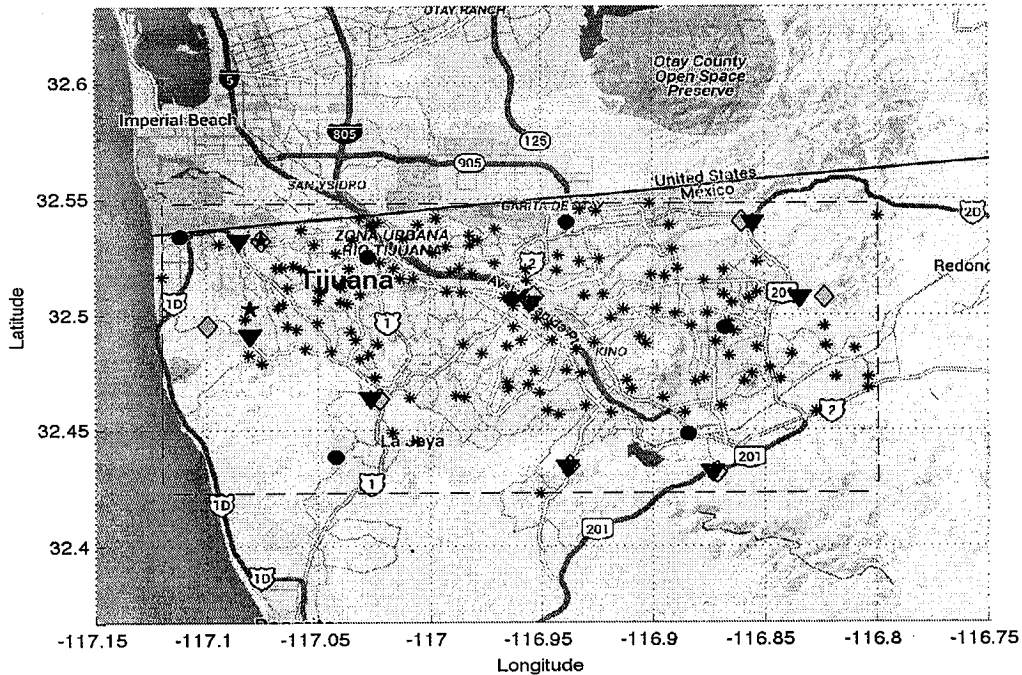 OTAY RANCH
32.6
5
Otay County
Open Space
Preserve
Imperial Beach
805
125
905
SAN YSIDRO
United States
México
32.55
GARITA DE OTAY
2D
ZONA URBANA
RIO TIJUANA
2
Redond
Tijuana
201
1D
Latitude
32.5
1
KINO
2
32.45
La Joya
201
1
1D
201
32.4
1D
-117.15
-117.1
-117.05
-117
-116.95
-116.9
-116.85
-116.8
-116.75
Longitude